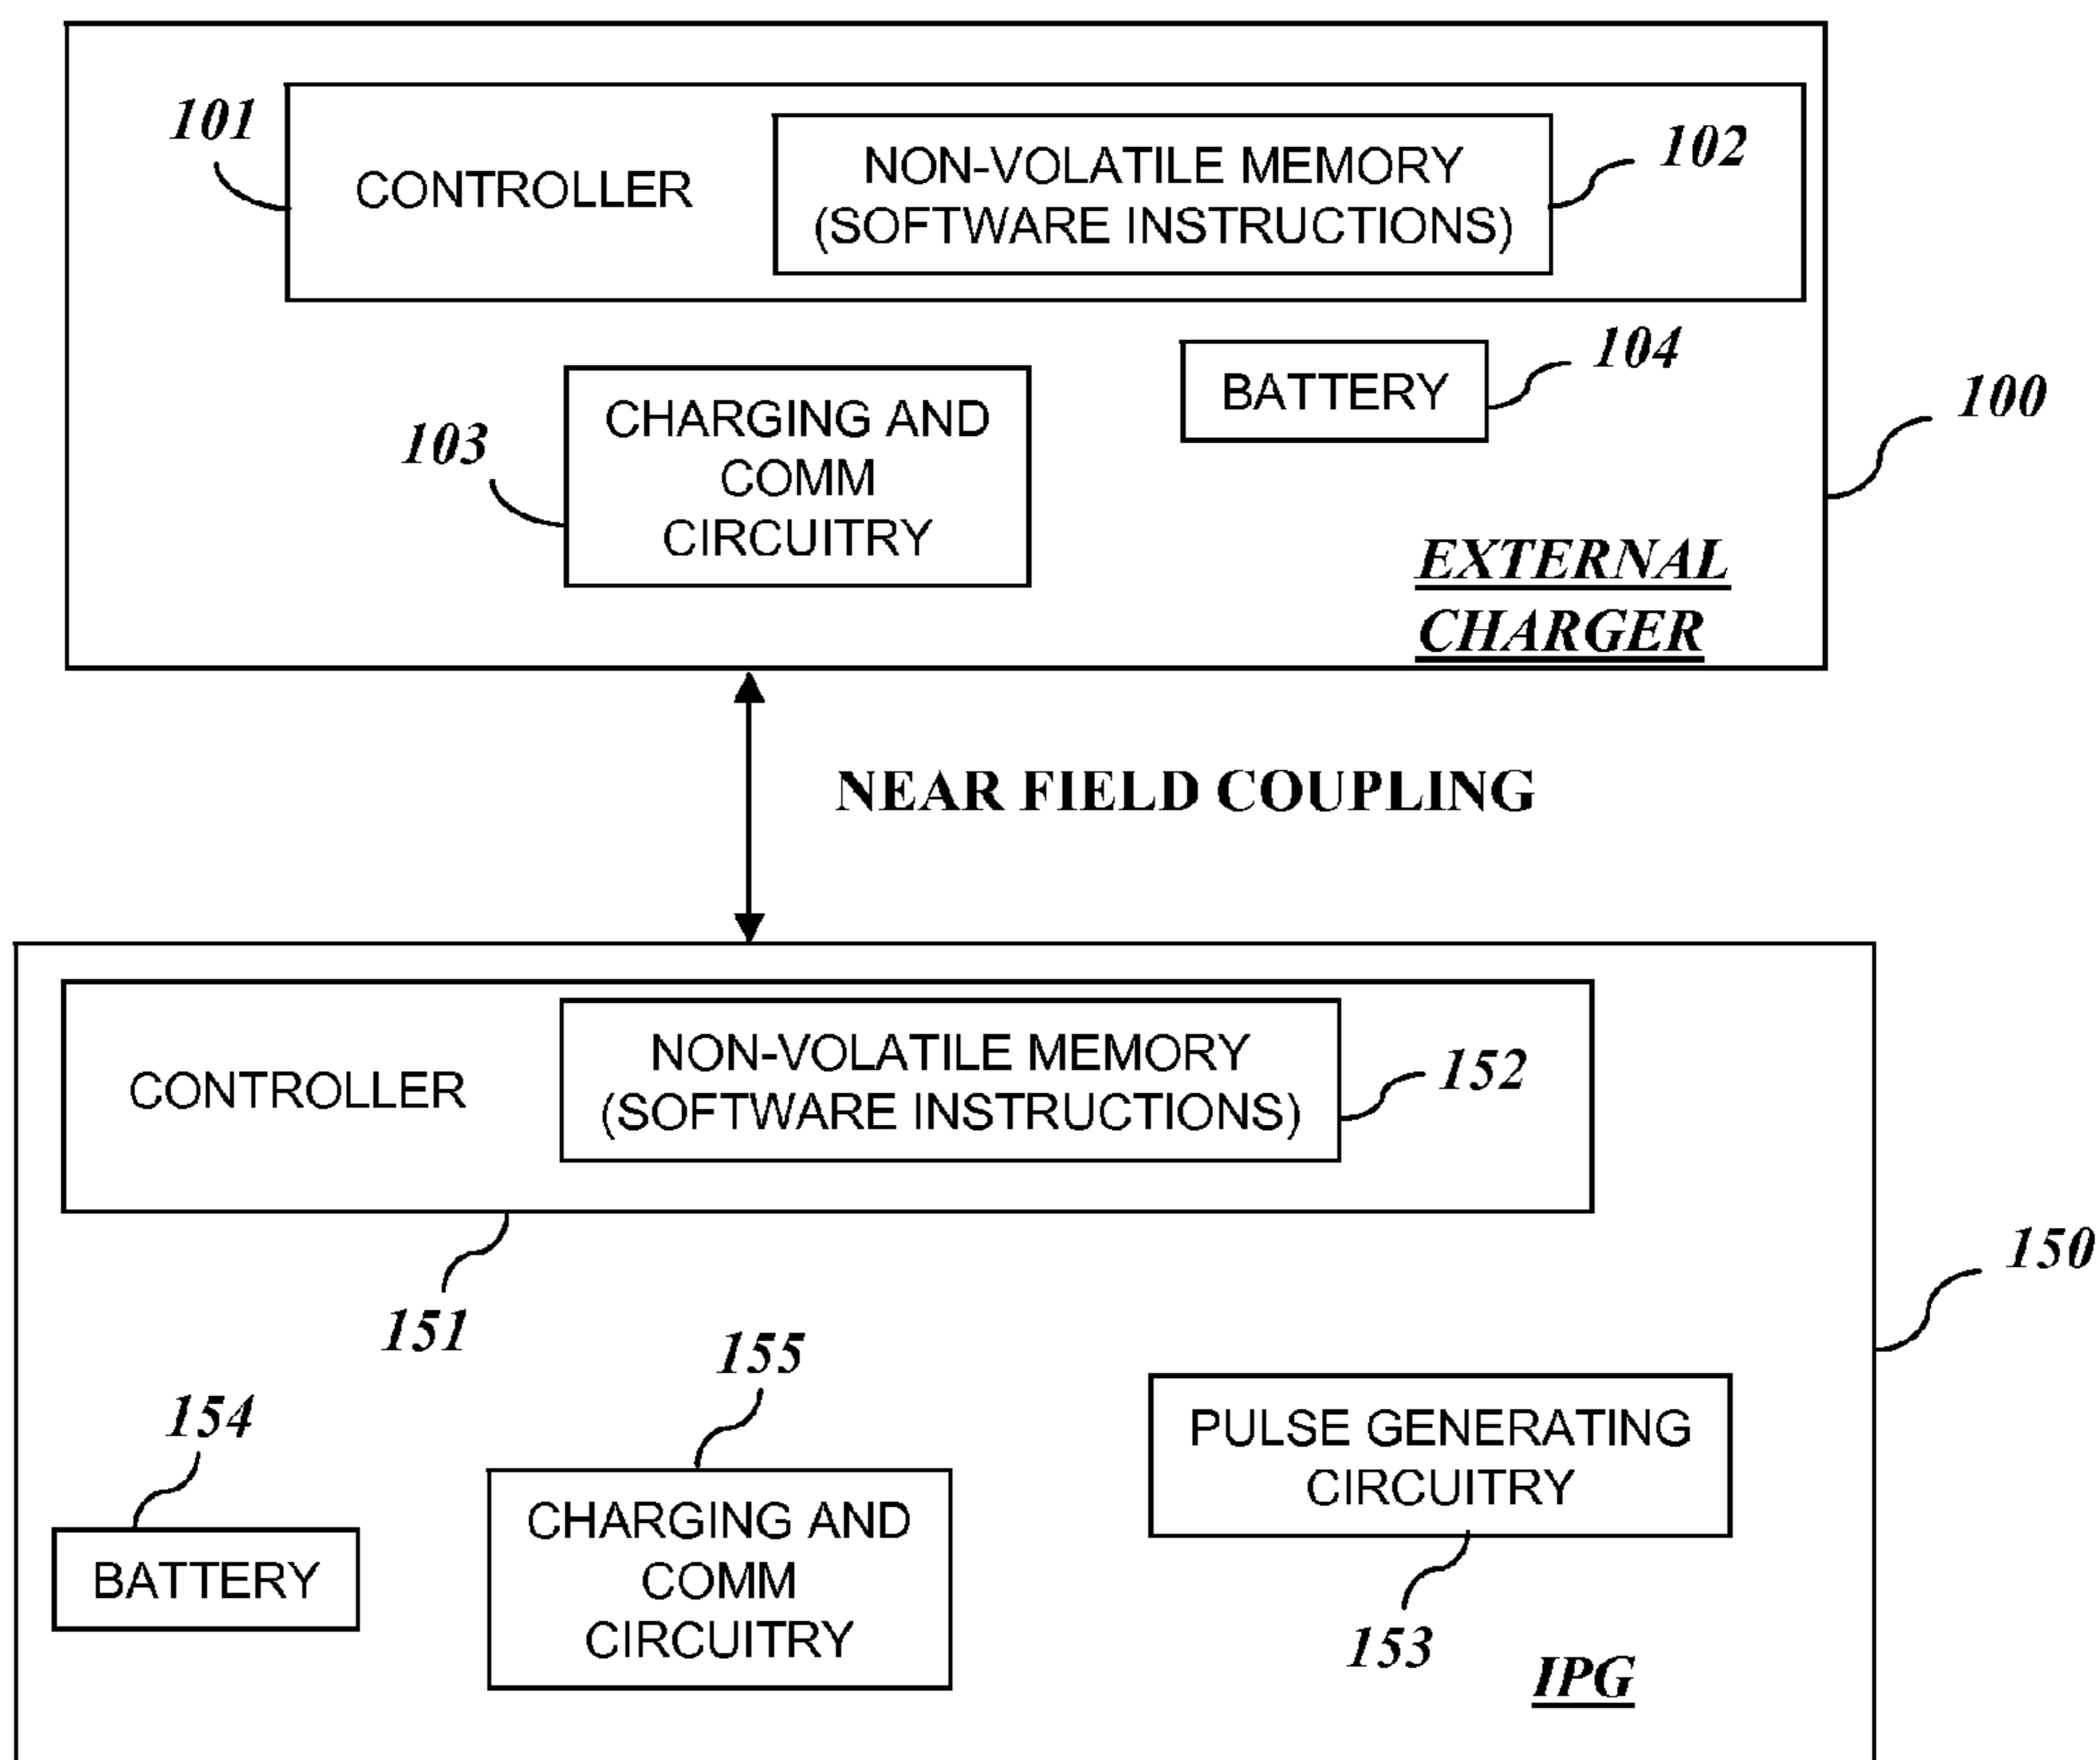 101
CONTROLLER
NON-VOLATILE MEMORY
(SOFTWARE INSTRUCTIONS)
102
104
BATTERY
100
103
CHARGING AND
COMM
CIRCUITRY
EXTERNAL
CHARGER
NEAR FIELD COUPLING
CONTROLLER
NON-VOLATILE MEMORY
(SOFTWARE INSTRUCTIONS)
152
151
150
155
154
BATTERY
CHARGING AND
COMM
CIRCUITRY
PULSE GENERATING
CIRCUITRY
153
IPG